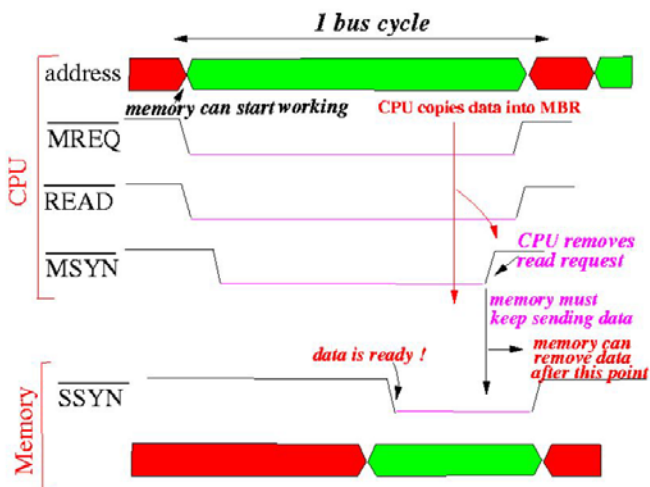 1 bus cycle
address
memory can start working
CPU copies data into MBR
MREQ
READ
CPU
MSYN
CPU removes
read request
memory must
keep sending data
data is ready !
memory can
remove data
after this point
SSYN
Memory